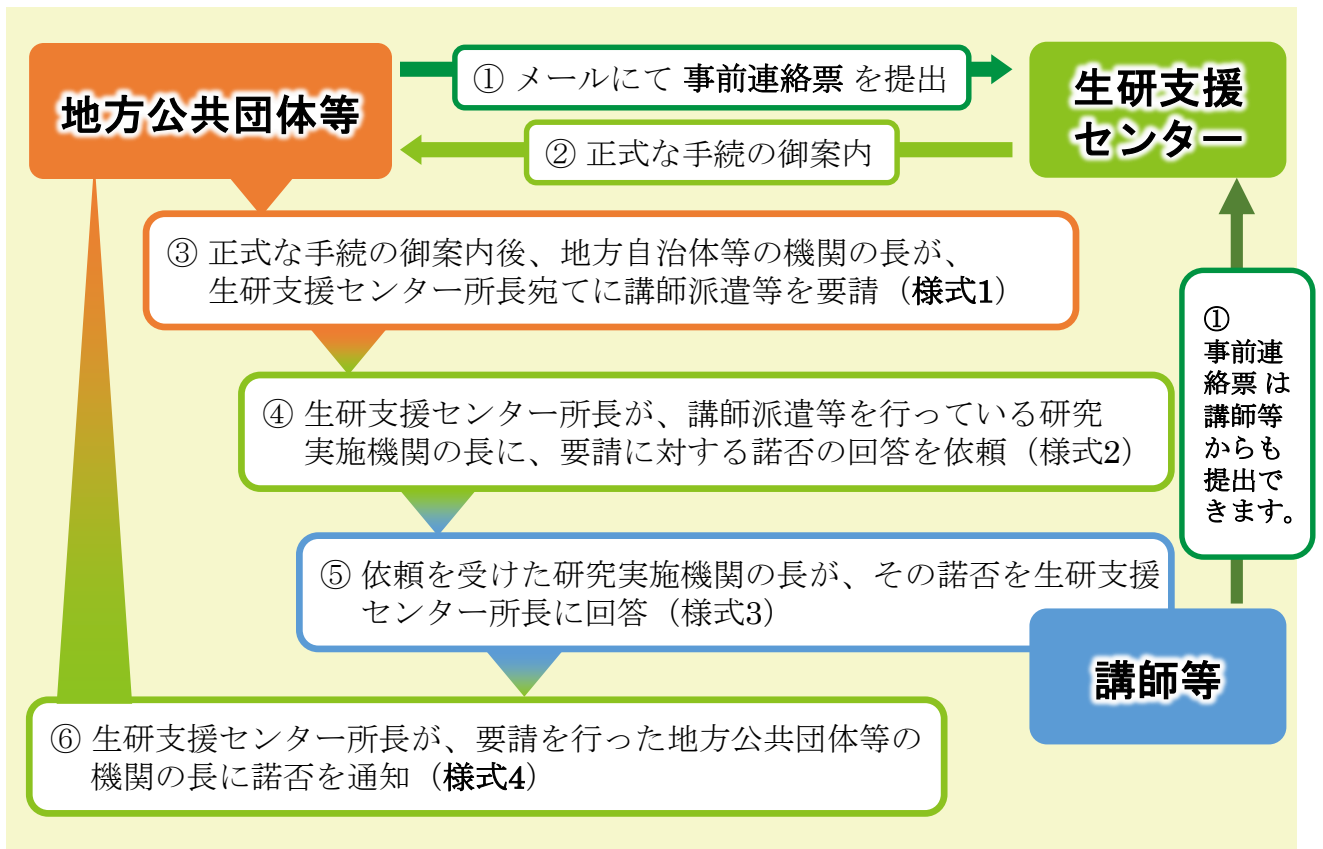 地方公共団体等
① メールにて 事前連絡票 を提出
生研支援
センター
② 正式な手続の御案内
③ 正式な手続の御案内後、地方自治体等の機関の長が、
生研支援センター所長宛てに講師派遣等を要請（様式1）
①
事前連
絡票 は
講師等
からも
提出で
きます。
④ 生研支援センター所長が、講師派遣等を行っている研究
実施機関の長に、要請に対する諾否の回答を依頼（様式2）
⑤ 依頼を受けた研究実施機関の長が、その諾否を生研支援
センター所長に回答（様式3）
講師等
⑥ 生研支援センター所長が、要請を行った地方公共団体等の
機関の長に諾否を通知（様式4）